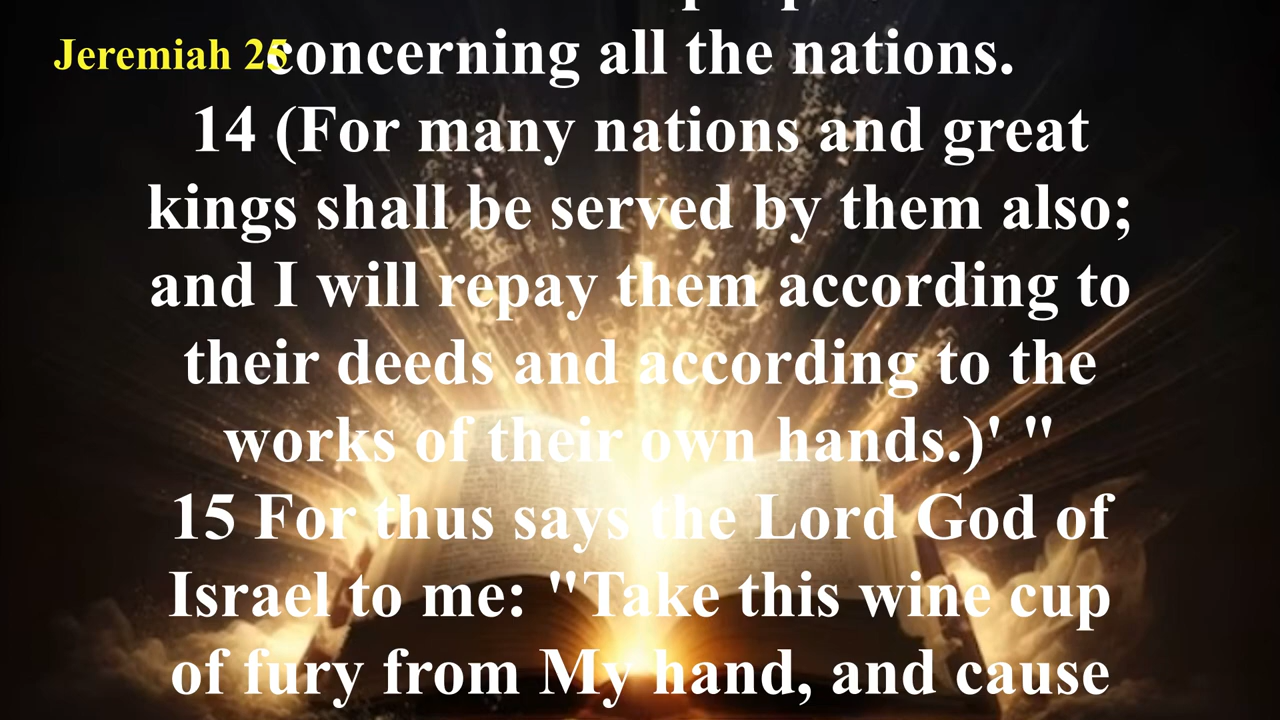 Jeremiah 25
concerning all the nations.
14 (For many nations and great
kings shall be served by them also;
and I will repay them according to
their deeds and according to the
works of their own hands.)' "
15 For thus says the Lord God of
Israel to me: "Take this wine cup
of fury from My hand, and cause